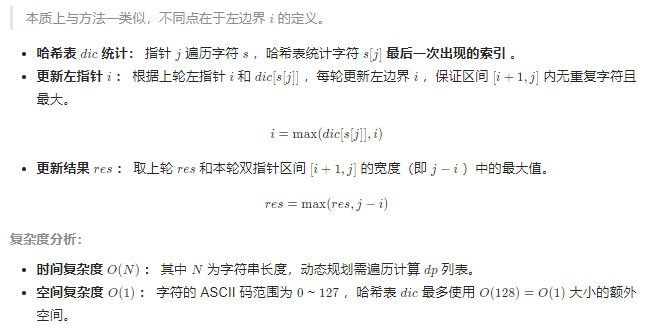 本质上与方法一类似，不同点在于左边界 i 的定义。
• 哈希表 dic 统计： 指针 j 遍历字符 s ，哈希表统计字符 s[j] 最后一次出现的索引 。
• 更新左指针 i ： 根据上轮左指针 i 和 dic[s[j]] ，每轮更新左边界 i ，保证区间 [i + 1, j] 内无重复字符且
最大。
i = max(dic[s[j]], i)
• 更新结果 res ： 取上轮 res 和本轮双指针区间 [i + 1, j] 的宽度（即 j − i ）中的最大值。
res = max(res, j − i)
复杂度分析：
• 时间复杂度 O(N) ： 其中 N 为字符串长度，动态规划需遍历计算 dp 列表。
• 空间复杂度 O(1) ： 字符的 ASCII 码范围为 0 ~ 127 ，哈希表 dic 最多使用 O(128) = O(1) 大小的额外
空间。